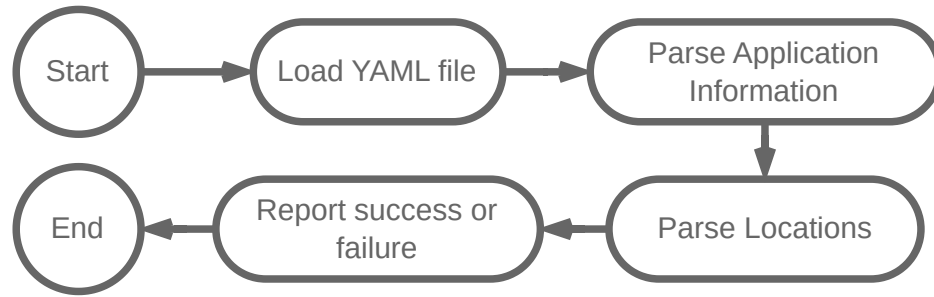 Start
Load YAML file
Parse Application
Information
Parse Locations
Report success or
failure
End